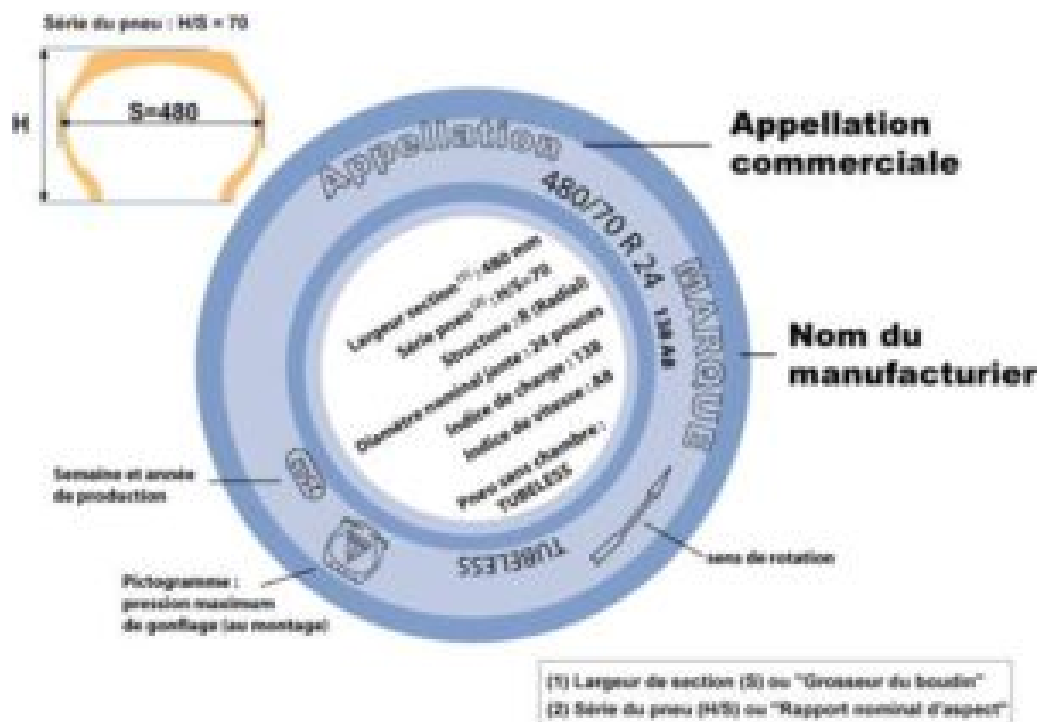 Série du pneu : H/S = 70
H
S=480
Appellation
480/70 R 24
138 A8
MARQUE
Appellation
commerciale
Nom du
manufacturier
Largeur section(1) : 480 mm
Série pneu(2) : H/S=70
Structure : R (Radial)
Diamètre nominal jante : 24 pouces
Indice de charge : 138
Indice de vitesse : A8
Pneu sans chambre :
TUBELESS
Semaine et année
de production
TUBELESS
sens de rotation
Pictogramme :
pression maximum
de gonflage (au montage)
(1) Largeur de section (S) ou "Grosseur du boudin"
(2) Série du pneu (H/S) ou "Rapport nominal d'aspect"